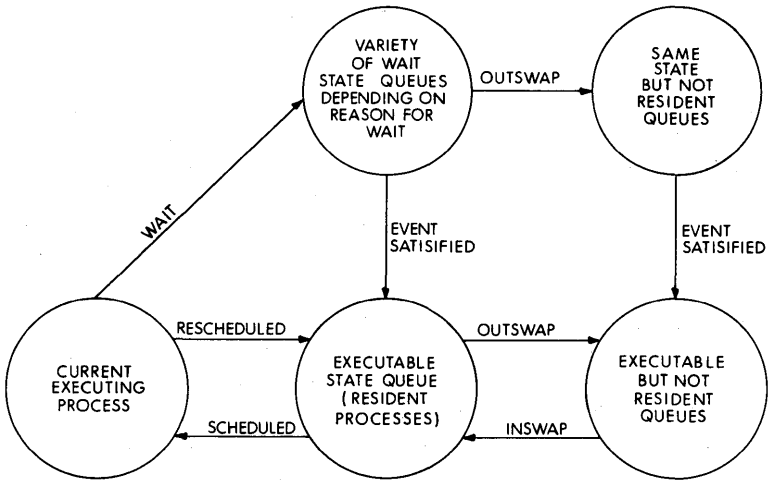 VARIETY
OF WAIT
STATE QUEUES
DEPENDING ON
REASON FOR
WAIT
OUTSWAP
SAME
STATE
BUT NOT
RESIDENT
QUEUES
WAIT
EVENT
SATISIFIED
EVENT
SATISIFIED
CURRENT
EXECUTING
PROCESS
RESCHEDULED
SCHEDULED
EXECUTABLE
STATE QUEUE
(RESIDENT
PROCESSES)
OUTSWAP
INSWAP
EXECUTABLE
BUT NOT
RESIDENT
QUEUES